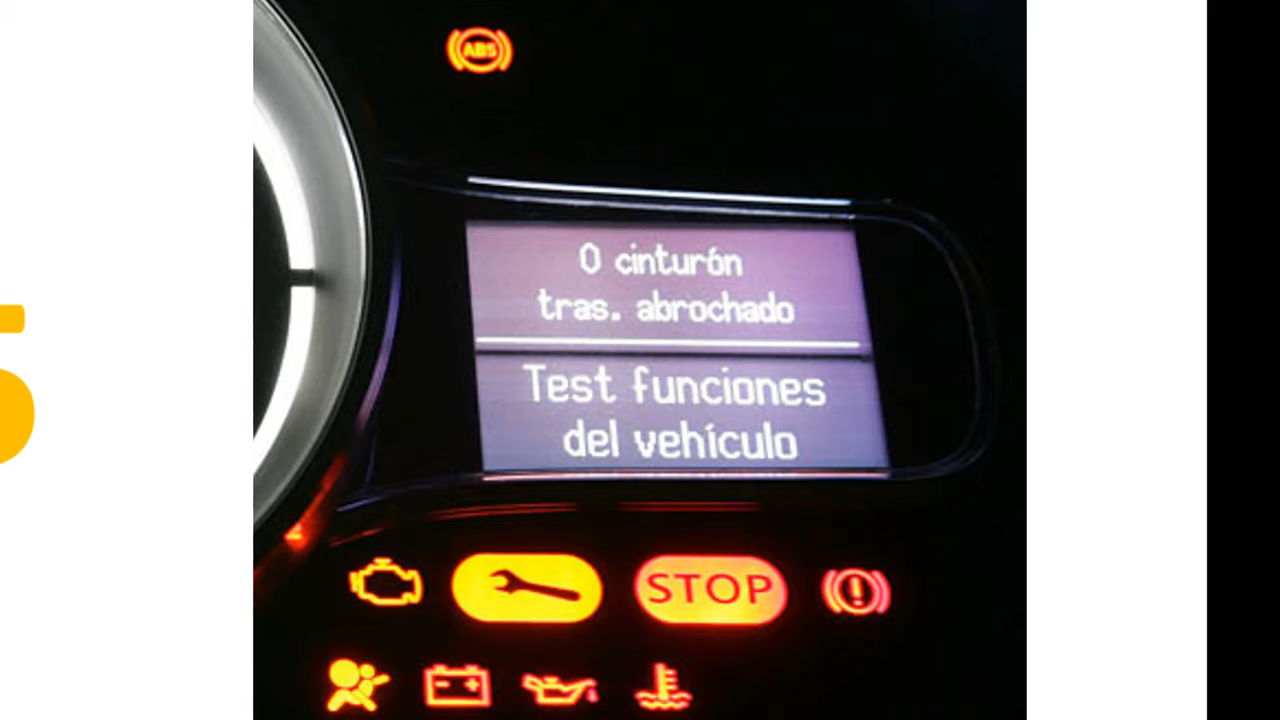 ABS
0 cinturón
tras. abrochado
Test funciones
del vehículo
STOP